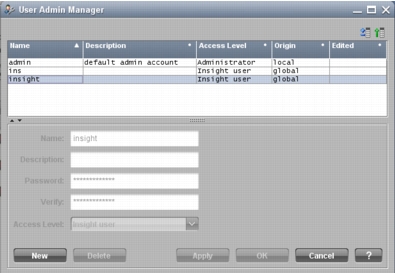 User Admin Manager
Name Description Access Level Origin Edited
admin default admin account Administrator local
ins Insight user global
insight Insight user global
Name: insight
Description:
Password: *************
Verify: *************
Access Level: Insight user
New Delete Apply OK Cancel ?